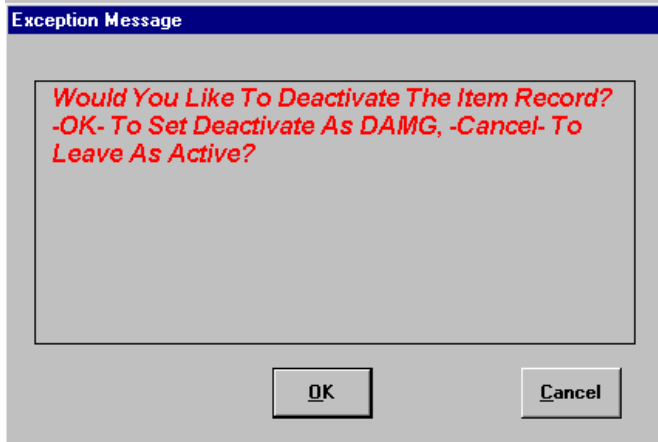 Exception Message
Would You Like To Deactivate The Item Record?
-OK- To Set Deactivate As DAMG, -Cancel- To
Leave As Active?
OK
Cancel